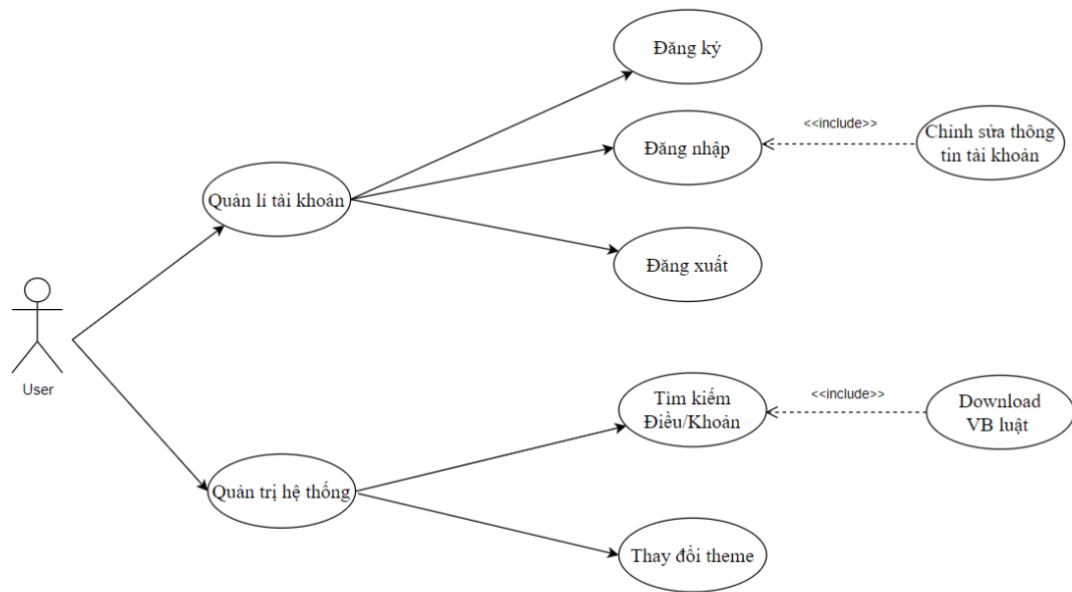 Đăng ký
Đăng nhập
<<include>>
Chỉnh sửa thông
tin tài khoản
Quản lí tài khoản
Đăng xuất
User
Tìm kiếm
Điều/Khoản
<<include>>
Download
VB luật
Quản trị hệ thống
Thay đổi theme